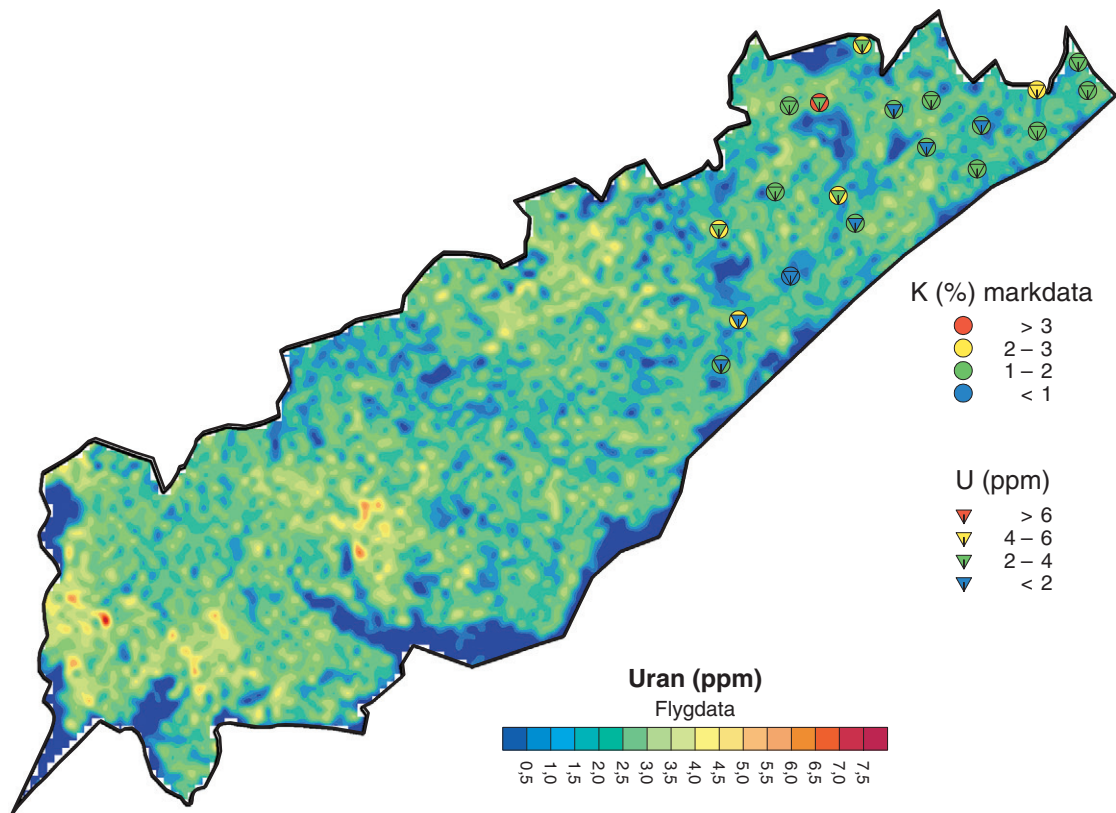 K (%) markdata
> 3
2 – 3
1 – 2
< 1
U (ppm)
> 6
4 – 6
2 – 4
< 2
Uran (ppm)
Flygdata
0,5 1,0 1,5 2,0 2,5 3,0 3,5 4,0 4,5 5,0 5,5 6,0 6,5 7,0 7,5